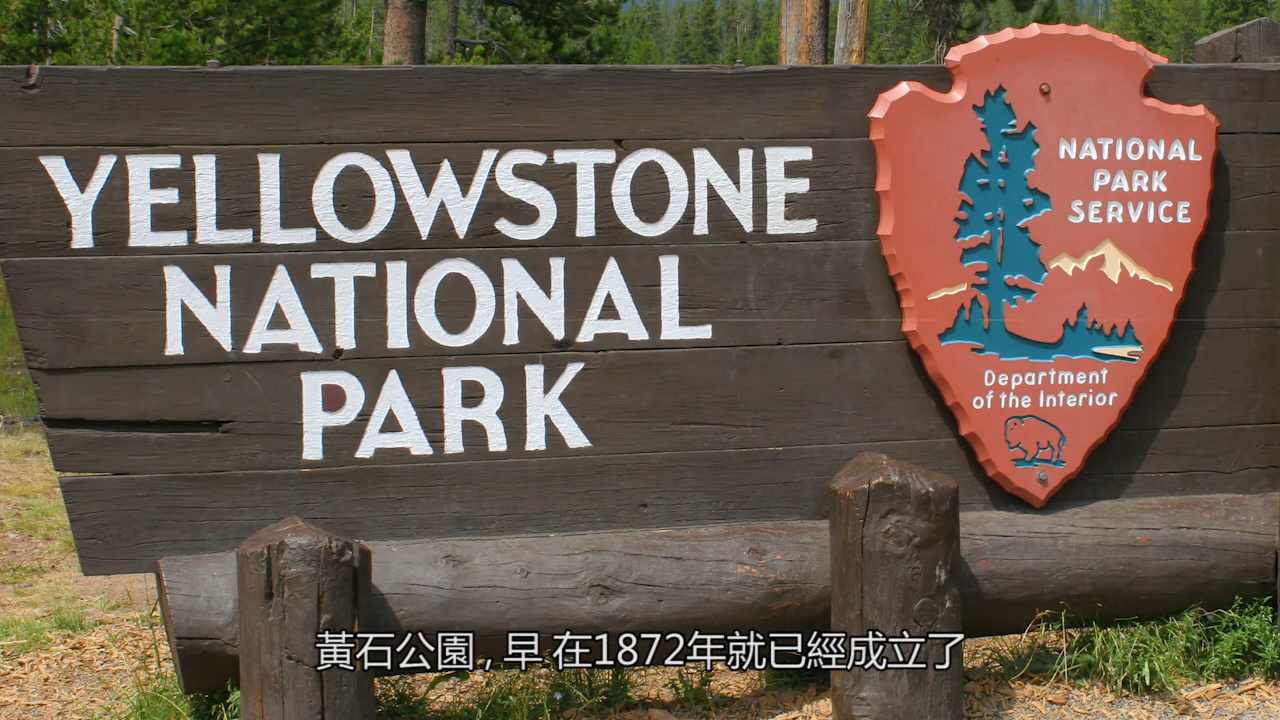 YELLOWSTONE
NATIONAL
PARK
NATIONAL
PARK
SERVICE
Department
of the Interior
黃石公園 , 早在1872年就已經成立了